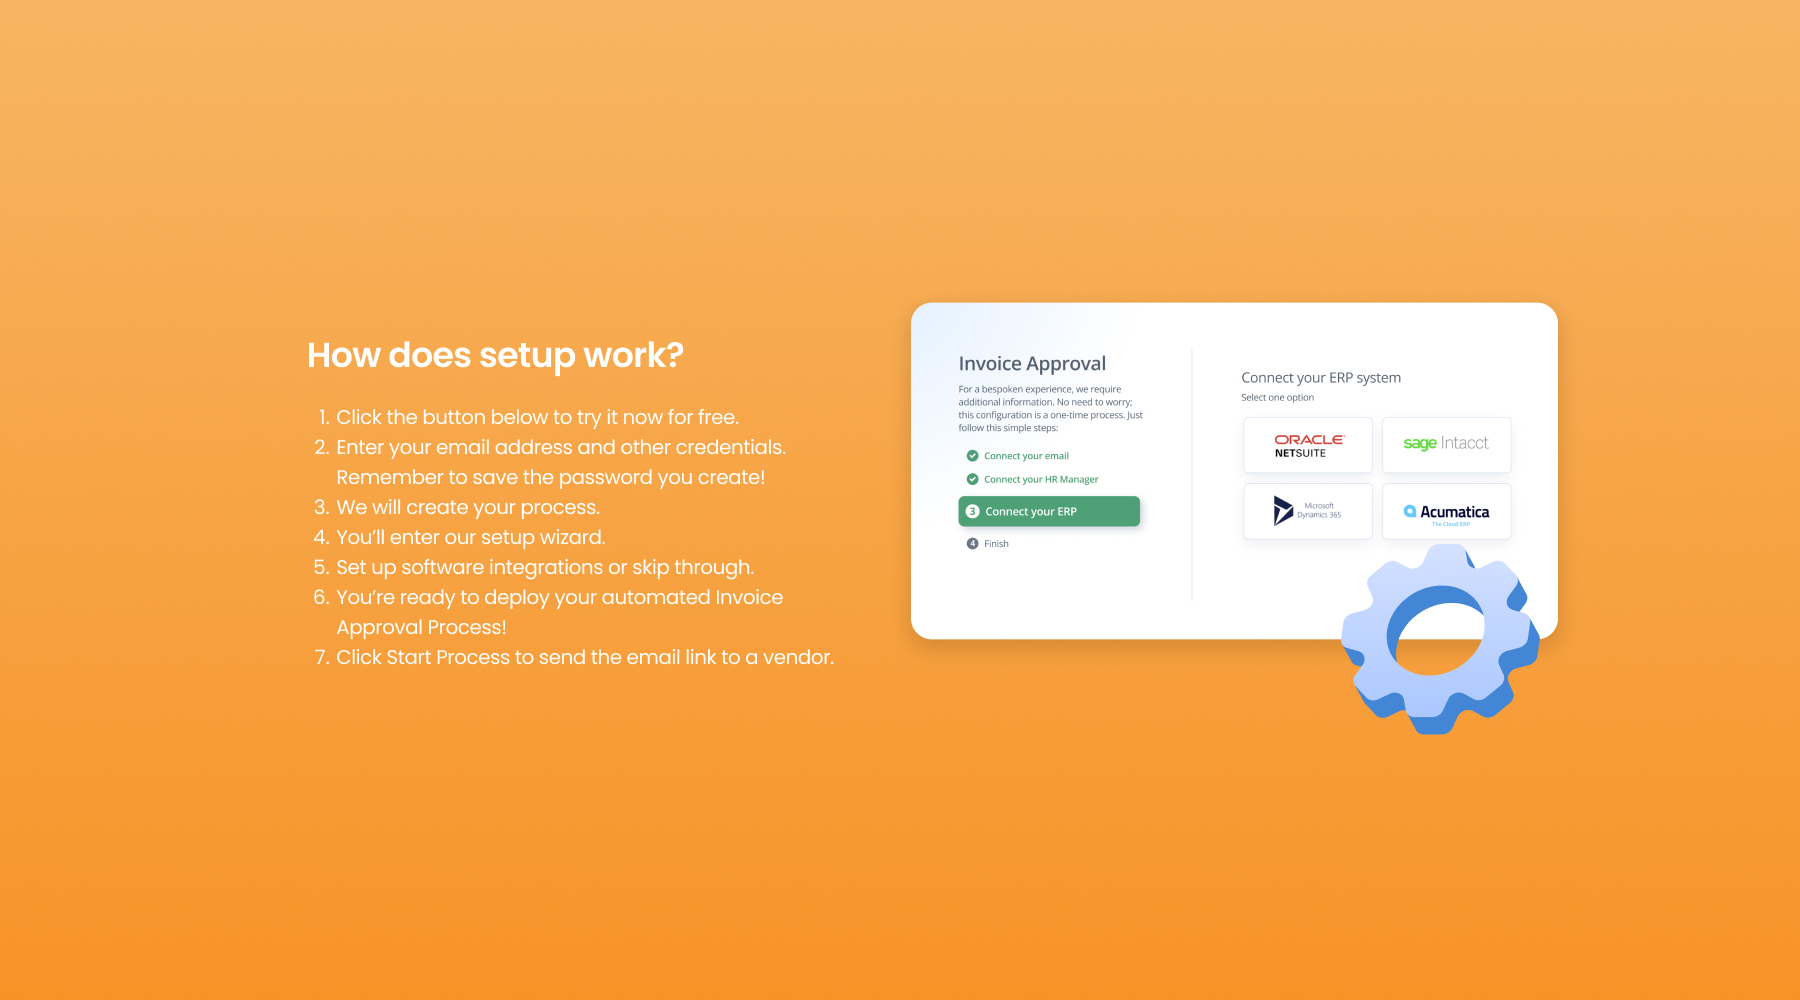 How does setup work?
1. Click the button below to try it now for free.
2. Enter your email address and other credentials.
Remember to save the password you create!
3. We will create your process.
4. You’ll enter our setup wizard.
5. Set up software integrations or skip through.
6. You’re ready to deploy your automated Invoice
Approval Process!
7. Click Start Process to send the email link to a vendor.
Invoice Approval
For a bespoken experience, we require
additional information. No need to worry;
this configuration is a one-time process. Just
follow this simple steps:
Connect your email
Connect your HR Manager
3 Connect your ERP
4 Finish
Connect your ERP system
Select one option
ORACLE
NETSUITE
sage Intacct
Microsoft
Dynamics 365
Acumatica
The Cloud ERP